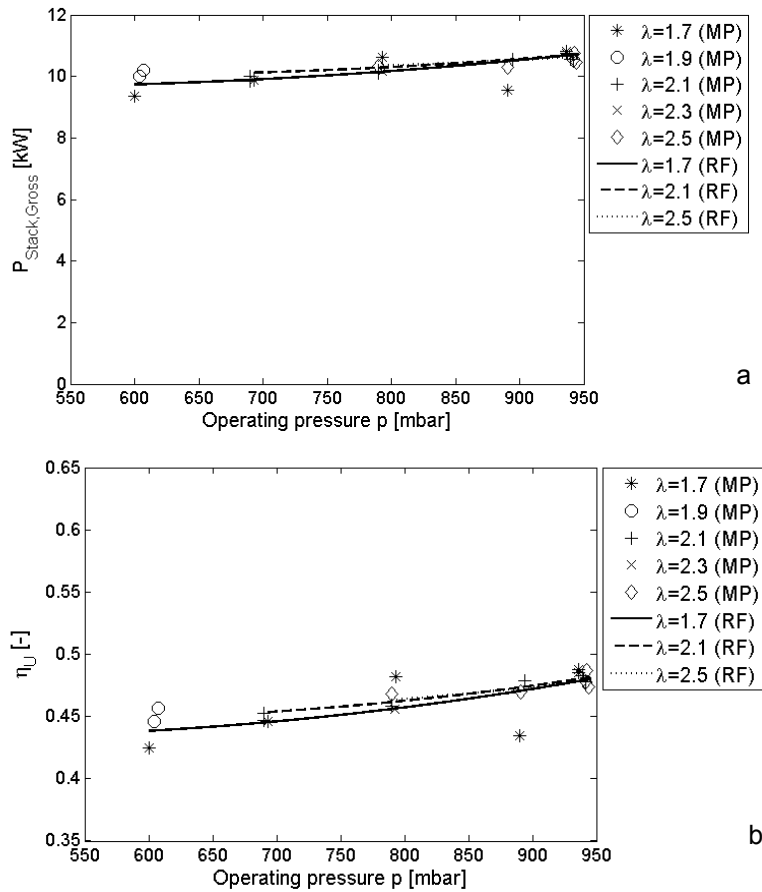 12
10
8
6
4
2
0
P_Stack,Gross [kW]
550 600 650 700 750 800 850 900 950
Operating pressure p [mbar]
λ=1.7 (MP)
λ=1.9 (MP)
λ=2.1 (MP)
λ=2.3 (MP)
λ=2.5 (MP)
λ=1.7 (RF)
λ=2.1 (RF)
λ=2.5 (RF)
a
0.65
0.6
0.55
0.5
0.45
0.4
0.35
η_U [-]
550 600 650 700 750 800 850 900 950
Operating pressure p [mbar]
λ=1.7 (MP)
λ=1.9 (MP)
λ=2.1 (MP)
λ=2.3 (MP)
λ=2.5 (MP)
λ=1.7 (RF)
λ=2.1 (RF)
λ=2.5 (RF)
b